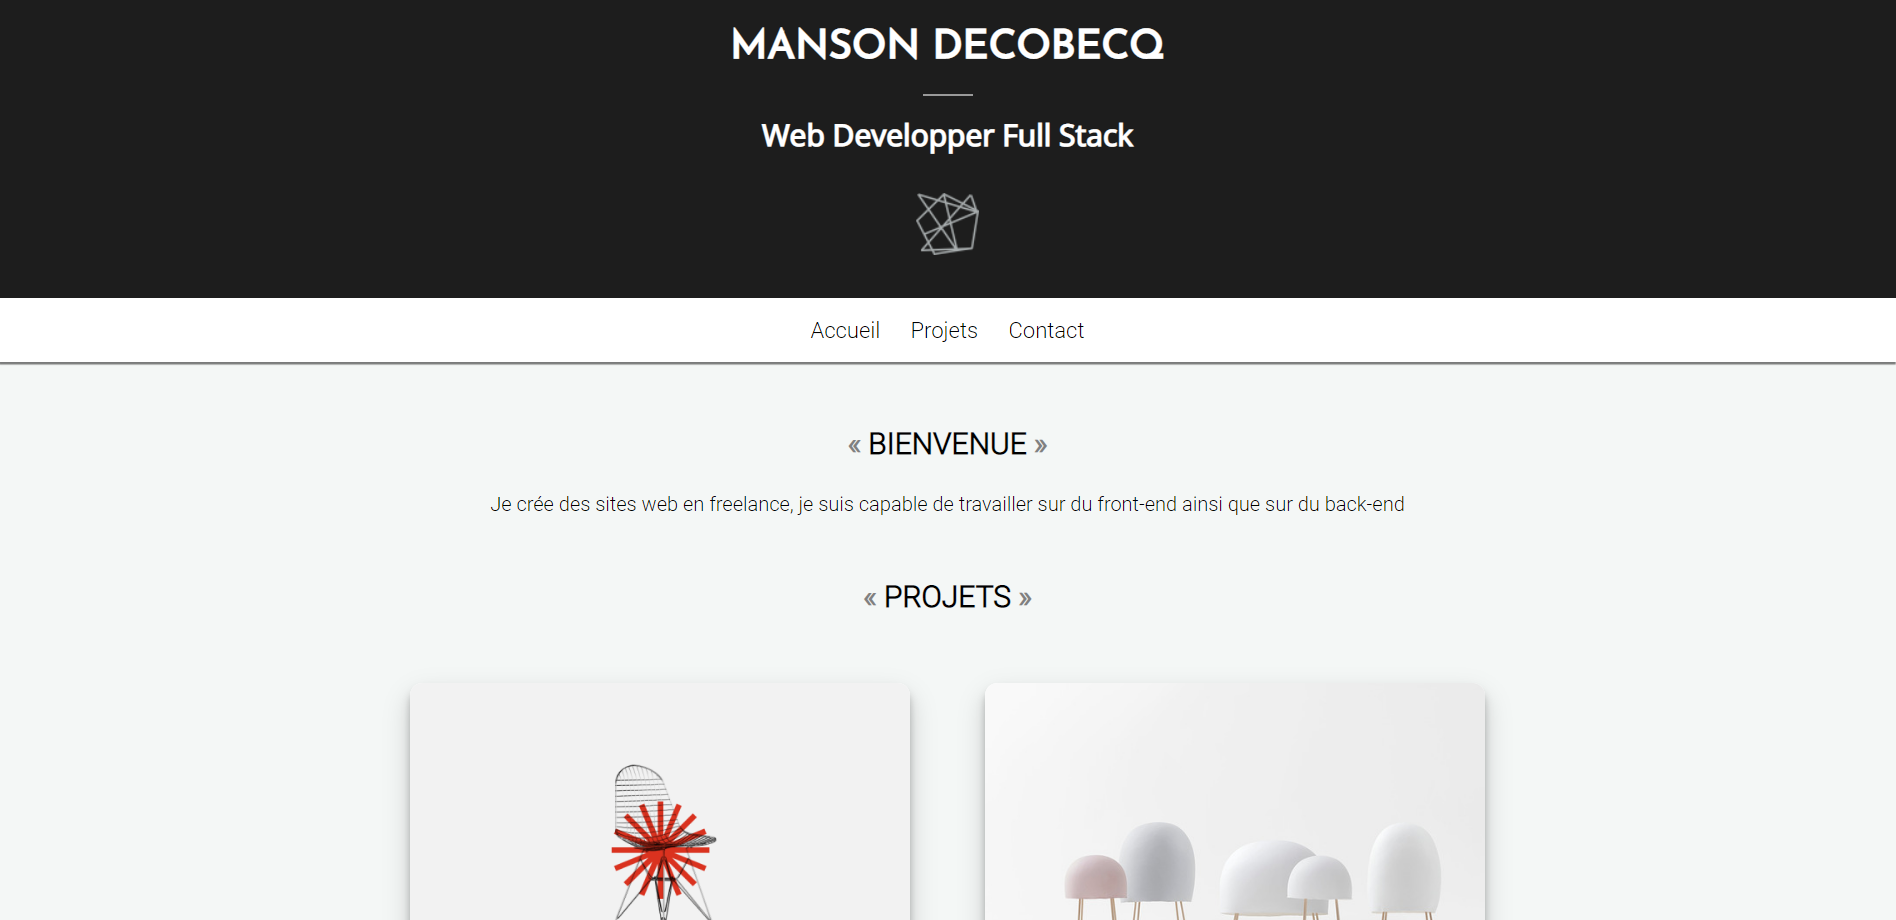 MANSON DECOBECQ
Web Developper Full Stack
Accueil Projets Contact
« BIENVENUE »
Je crée des sites web en freelance, je suis capable de travailler sur du front-end ainsi que sur du back-end
« PROJETS »